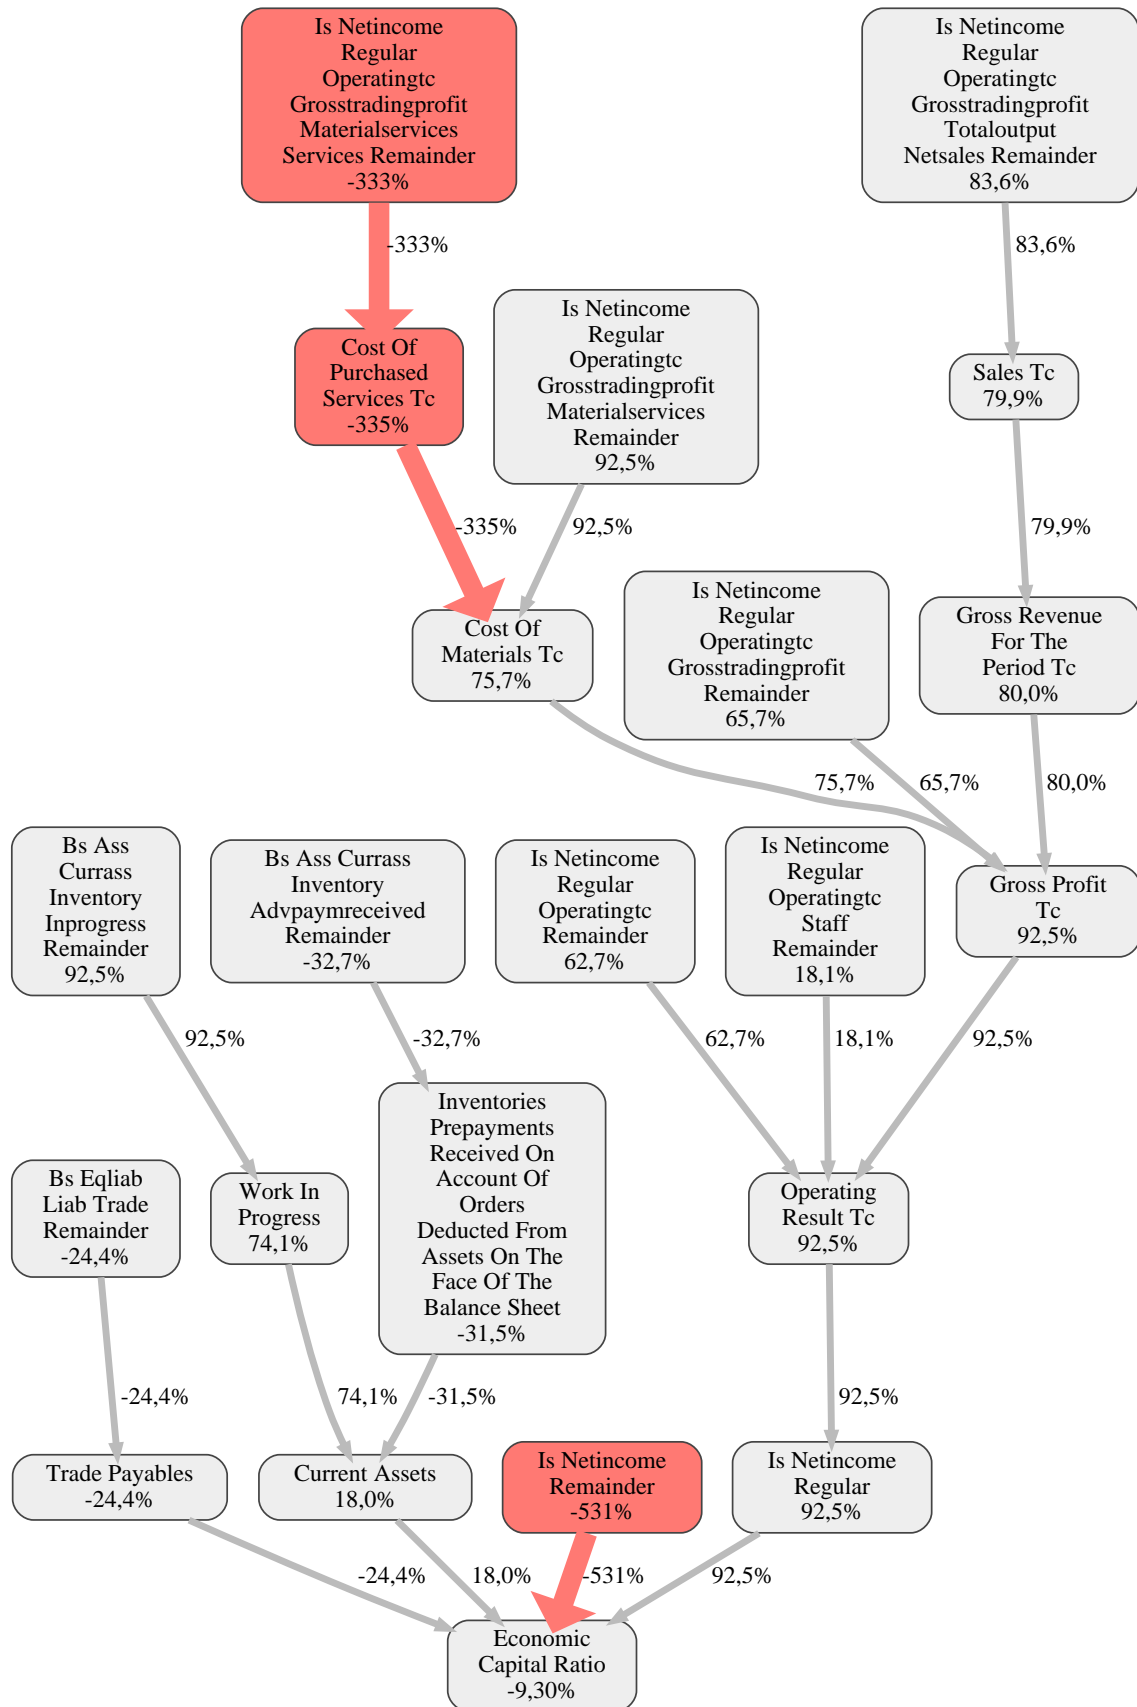 Is Netincome
Regular
Operatingtc
Grosstradingprofit
Materialservices
Services Remainder
-333%
Is Netincome
Regular
Operatingtc
Grosstradingprofit
Totaloutput
Netsales Remainder
83,6%
-333%
83,6%
Cost Of
Purchased
Services Tc
-335%
Is Netincome
Regular
Operatingtc
Grosstradingprofit
Materialservices
Remainder
92,5%
Sales Tc
79,9%
-335%
92,5%
79,9%
Cost Of
Materials Tc
75,7%
Is Netincome
Regular
Operatingtc
Grosstradingprofit
Remainder
65,7%
Gross Revenue
For The
Period Tc
80,0%
75,7%
65,7%
80,0%
Bs Ass
Currass
Inventory
Inprogress
Remainder
92,5%
Bs Ass Currass
Inventory
Advpaymreceived
Remainder
-32,7%
Is Netincome
Regular
Operatingtc
Remainder
62,7%
Is Netincome
Regular
Operatingtc
Staff
Remainder
18,1%
Gross Profit
Tc
92,5%
92,5%
-32,7%
62,7%
18,1%
92,5%
Bs Eqliab
Liab Trade
Remainder
-24,4%
Work In
Progress
74,1%
Inventories
Prepayments
Received On
Account Of
Orders
Deducted From
Assets On The
Face Of The
Balance Sheet
-31,5%
Operating
Result Tc
92,5%
-24,4%
74,1%
-31,5%
92,5%
Trade Payables
-24,4%
Current Assets
18,0%
Is Netincome
Remainder
-531%
Is Netincome
Regular
92,5%
-24,4%
18,0%
-531%
92,5%
Economic
Capital Ratio
-9,30%